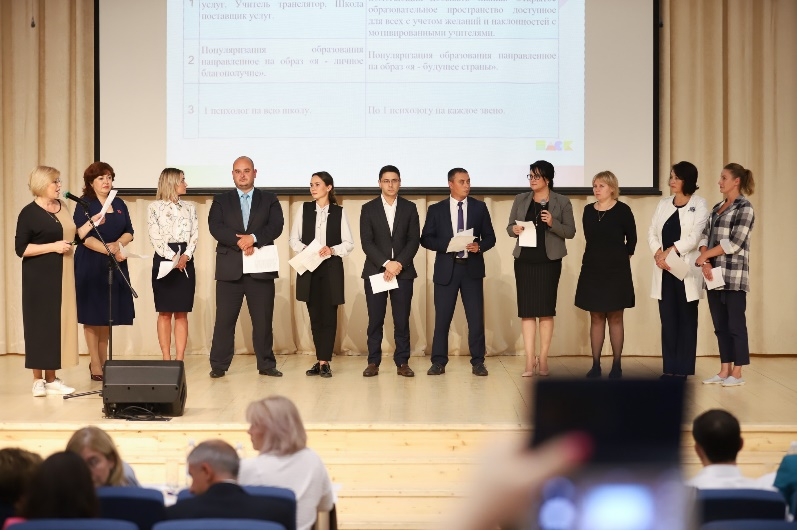 1
услуг. Учитель транслятор. Школа
поставщик услуг.
образовательное пространство доступное
для всех с учетом желаний и наклонностей с
мотивированными учителями.
2
Популяризация образования
направленное на образ «я - личное
благополучие».
Популяризация образования направленное
на образ «я - будущее страны».
3
1 психолог на всю школу.
По 1 психологу на каждое звено.